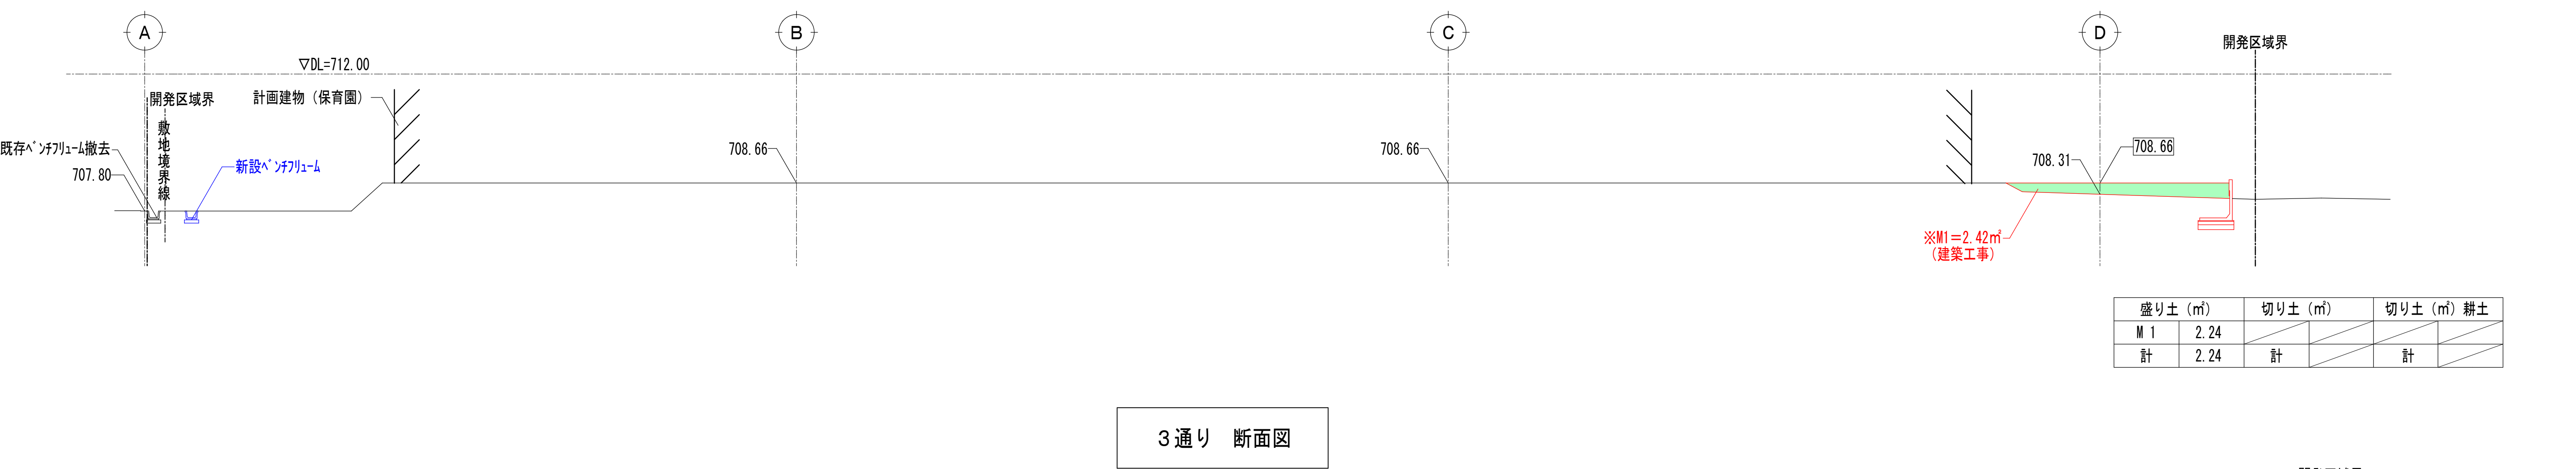 A
B
C
D
開発区域界
▽DL=712.00
開発区域界
計画建物（保育園）
敷地境界線
既存ﾍﾞﾝﾁﾌﾘｭｰﾑ撤去
707.80
新設ﾍﾞﾝﾁﾌﾘｭｰﾑ
708.66
708.66
708.31
708.66
※M1＝2.42㎡
（建築工事）
盛り土（㎡） 切り土（㎡） 切り土（㎡）耕土
M 1 2.24
計 2.24 計 計
３通り　断面図